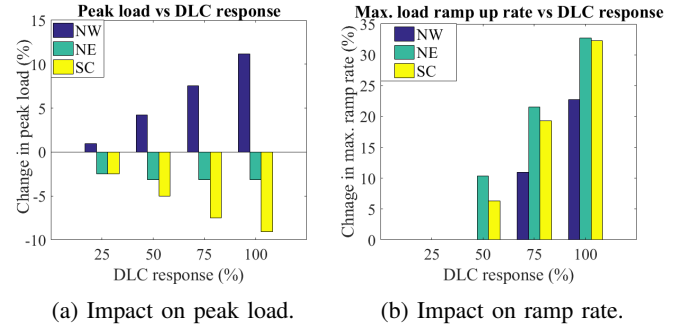 Peak load vs DLC response
Change in peak load (%)
15
10
5
0
-5
-10
NW
NE
SC
25 50 75 100
DLC response (%)
(a) Impact on peak load.
Max. load ramp up rate vs DLC response
Chnage in max. ramp rate (%)
35
30
25
20
15
10
5
0
NW
NE
SC
25 50 75 100
DLC response (%)
(b) Impact on ramp rate.